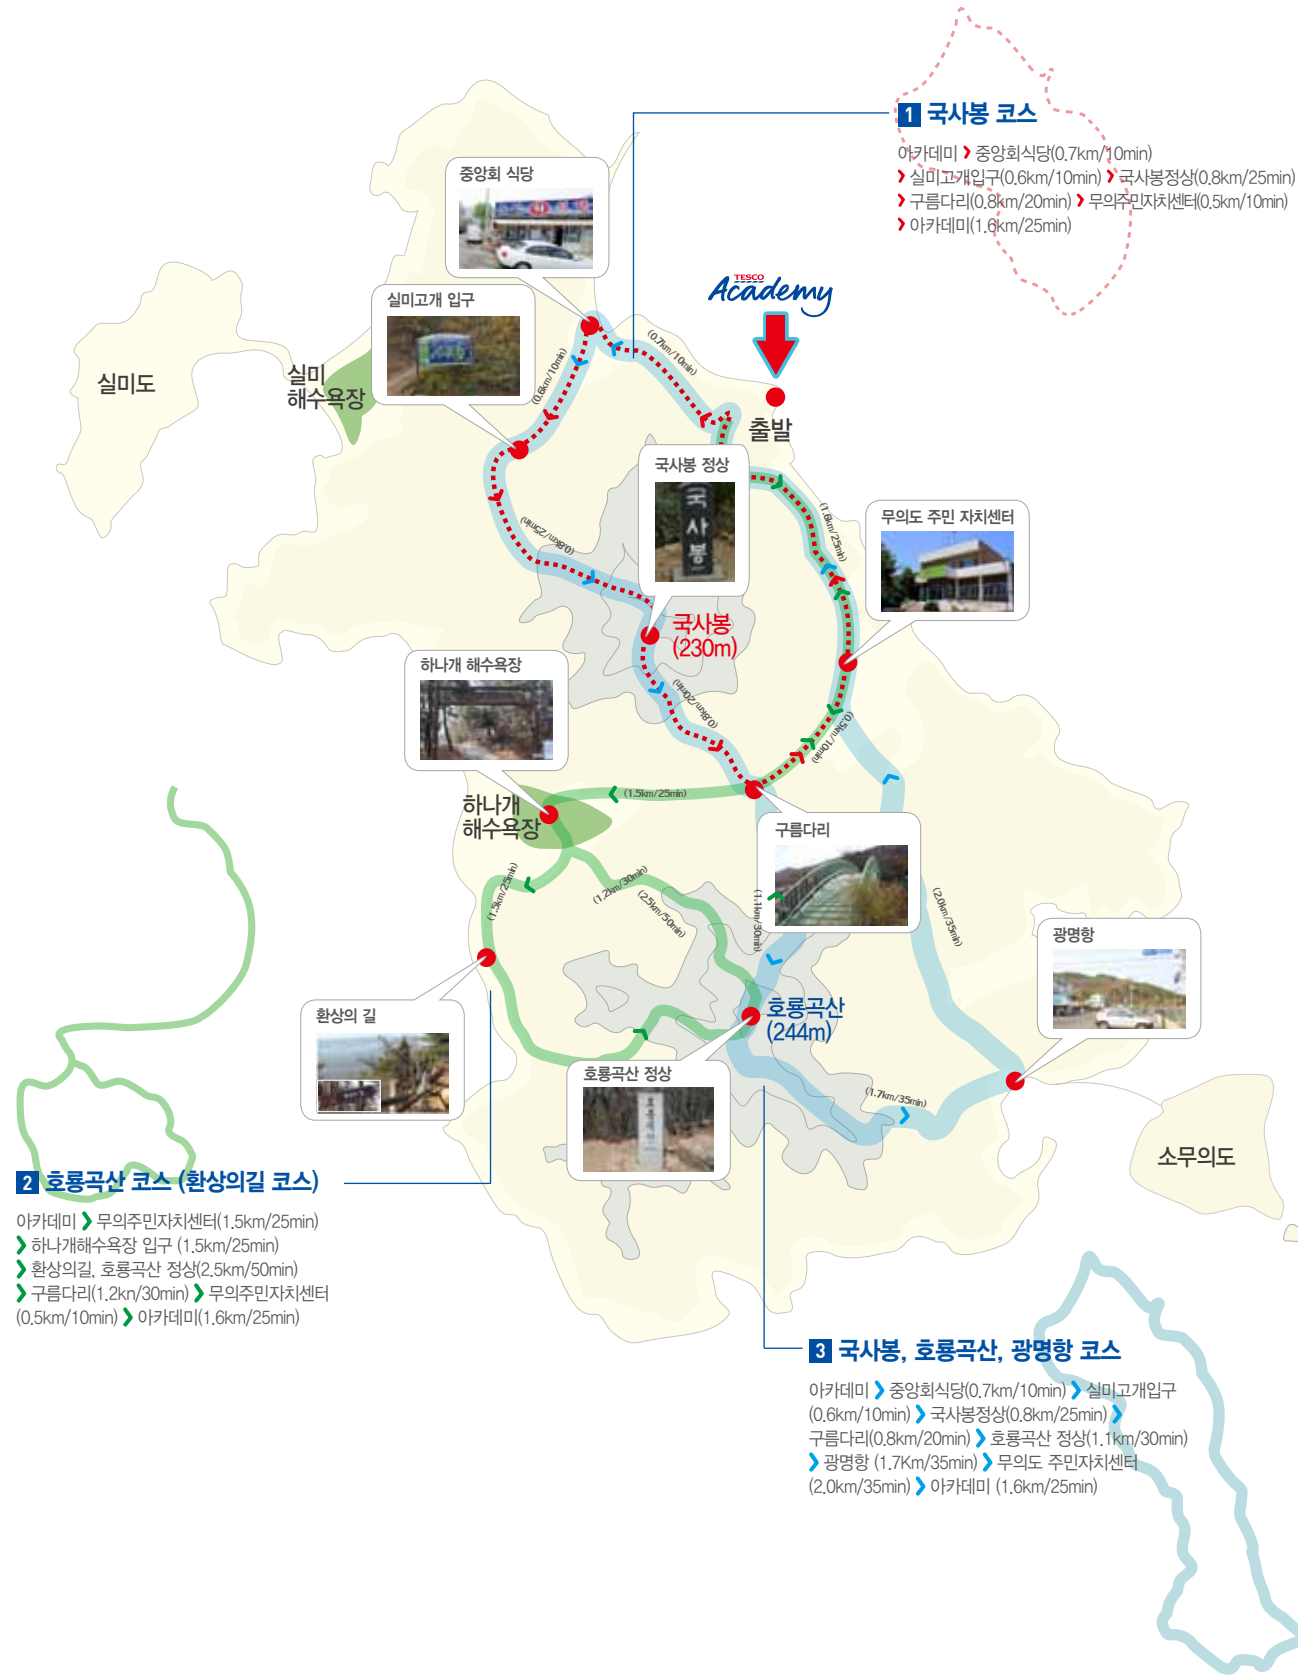 1 국사봉 코스
아카데미 > 중앙회식당(0.7km/10min)
> 실미고개입구(0.6km/10min) > 국사봉정상(0.8km/25min)
> 구름다리(0.8km/20min) > 무의주민자치센터(0.5km/10min)
> 아카데미(1.6km/25min)
중앙회 식당
TESCO
Academy
실미고개 입구
(0.7km/10min)
(0.6km/10min)
실미도
실미
해수욕장
출발
국사봉 정상
국사봉
(1.6km/25min)
무의도 주민 자치센터
(0.8km/25min)
국사봉
(230m)
하나개 해수욕장
(0.8km/20min)
(0.5km/10min)
(1.5km/25min)
하나개
해수욕장
구름다리
(1.5km/25min)
(1.2km/30min)
(2.5km/50min)
(1.1km/30min)
(2.0km/35min)
광명항
환상의 길
호룡곡산
(244m)
호룡곡산 정상
호룡곡산
(1.7km/35min)
소무의도
2 호룡곡산 코스 (환상의길 코스)
아카데미 > 무의주민자치센터(1.5km/25min)
> 하나개해수욕장 입구 (1.5km/25min)
> 환상의길, 호룡곡산 정상(2.5km/50min)
> 구름다리(1.2kn/30min) > 무의주민자치센터
(0.5km/10min) > 아카데미(1.6km/25min)
3 국사봉, 호룡곡산, 광명항 코스
아카데미 > 중앙회식당(0.7km/10min) > 실미고개입구
(0.6km/10min) > 국사봉정상(0.8km/25min) >
구름다리(0.8km/20min) > 호룡곡산 정상(1.1km/30min)
> 광명항 (1.7Km/35min) > 무의도 주민자치센터
(2.0km/35min) > 아카데미 (1.6km/25min)